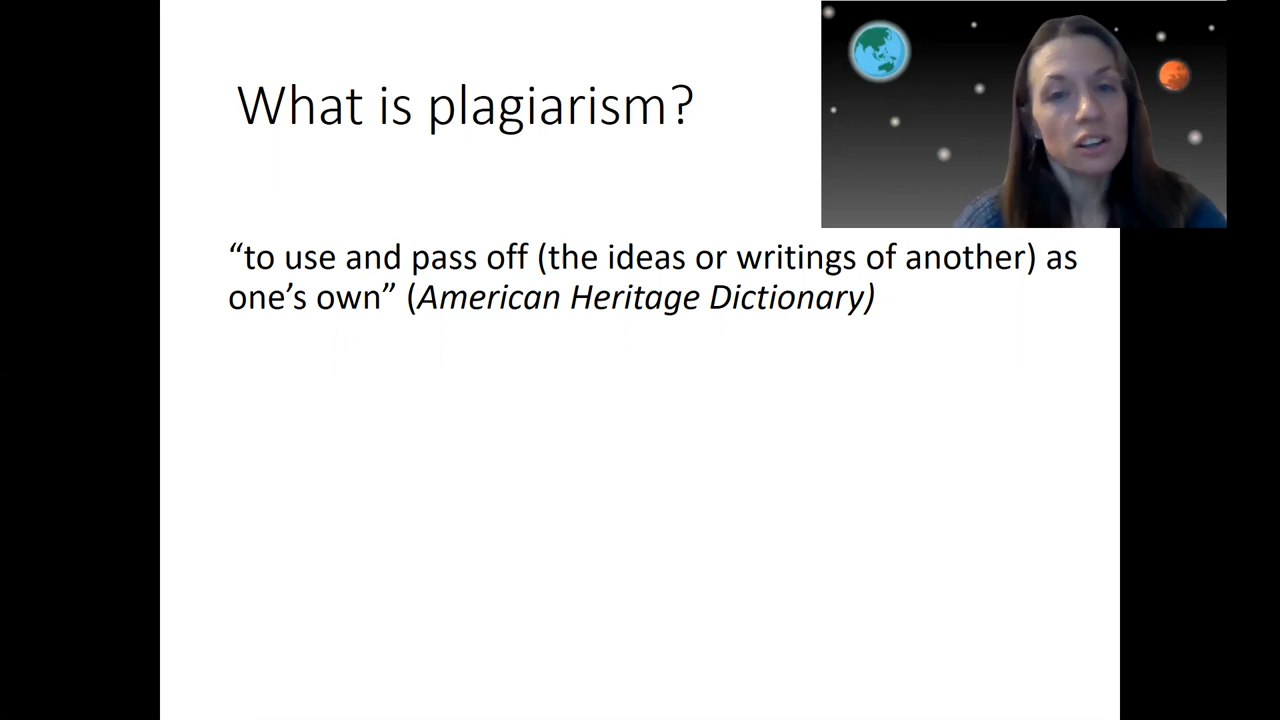 What is plagiarism?
“to use and pass off (the ideas or writings of another) as
one’s own” (American Heritage Dictionary)